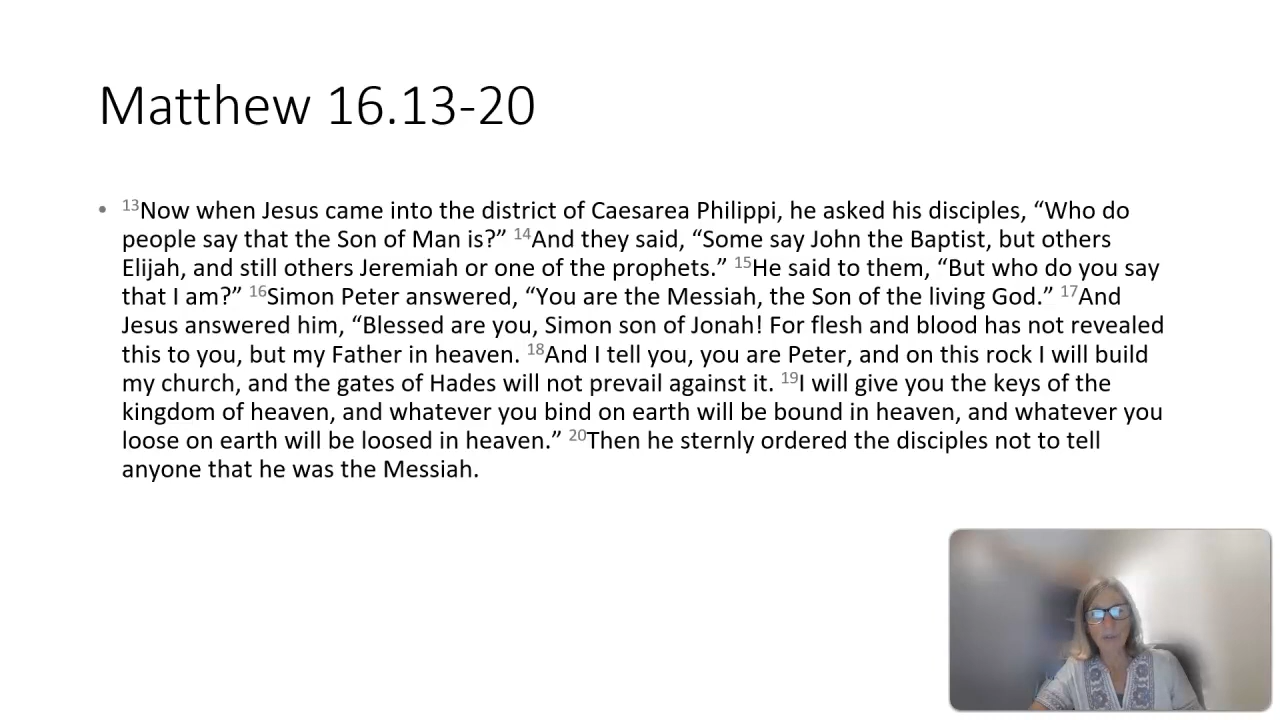 Matthew 16.13-20
• ¹³Now when Jesus came into the district of Caesarea Philippi, he asked his disciples, “Who do
people say that the Son of Man is?” ¹⁴And they said, “Some say John the Baptist, but others
Elijah, and still others Jeremiah or one of the prophets.” ¹⁵He said to them, “But who do you say
that I am?” ¹⁶Simon Peter answered, “You are the Messiah, the Son of the living God.” ¹⁷And
Jesus answered him, “Blessed are you, Simon son of Jonah! For flesh and blood has not revealed
this to you, but my Father in heaven. ¹⁸And I tell you, you are Peter, and on this rock I will build
my church, and the gates of Hades will not prevail against it. ¹⁹I will give you the keys of the
kingdom of heaven, and whatever you bind on earth will be bound in heaven, and whatever you
loose on earth will be loosed in heaven.” ²⁰Then he sternly ordered the disciples not to tell
anyone that he was the Messiah.